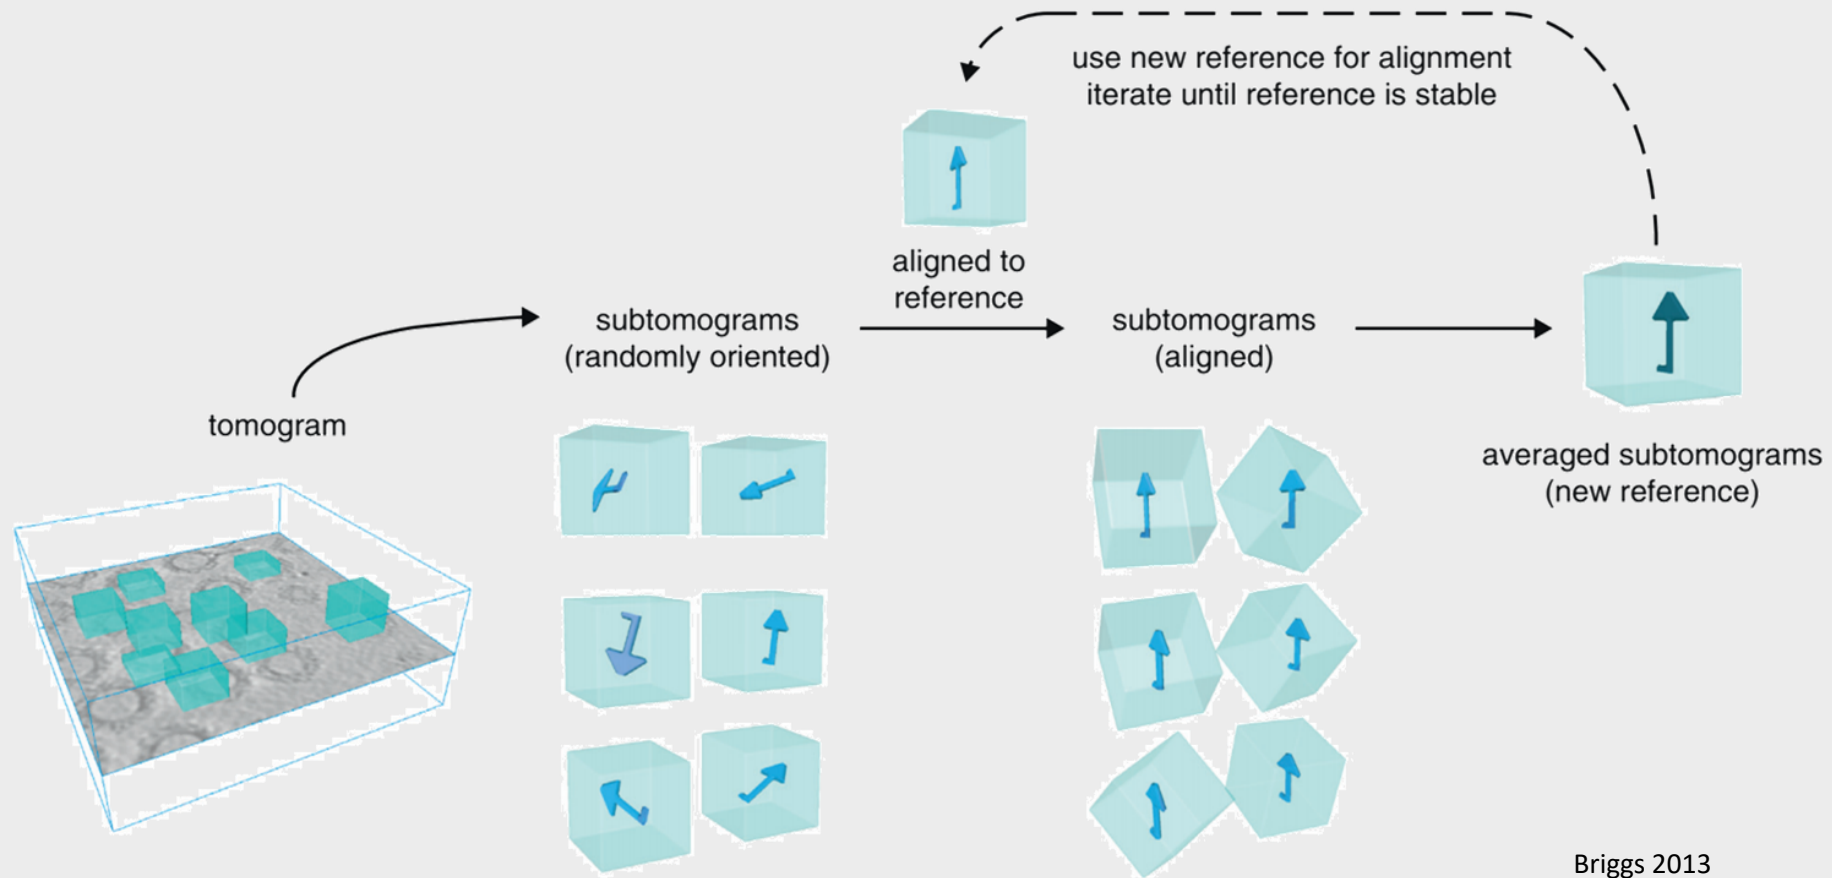 use new reference for alignment
iterate until reference is stable
aligned to
reference
subtomograms
(randomly oriented)
subtomograms
(aligned)
tomogram
averaged subtomograms
(new reference)
Briggs 2013